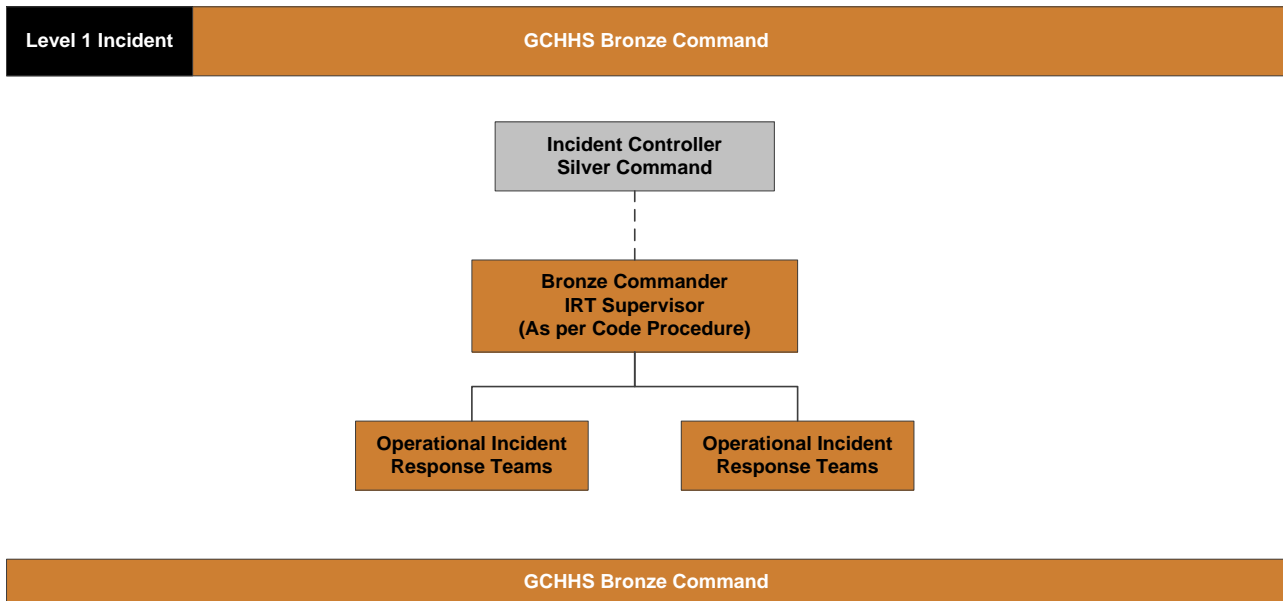 Level 1 Incident
GCHHS Bronze Command
Incident Controller
Silver Command
Bronze Commander
IRT Supervisor
(As per Code Procedure)
Operational Incident
Response Teams
Operational Incident
Response Teams
GCHHS Bronze Command